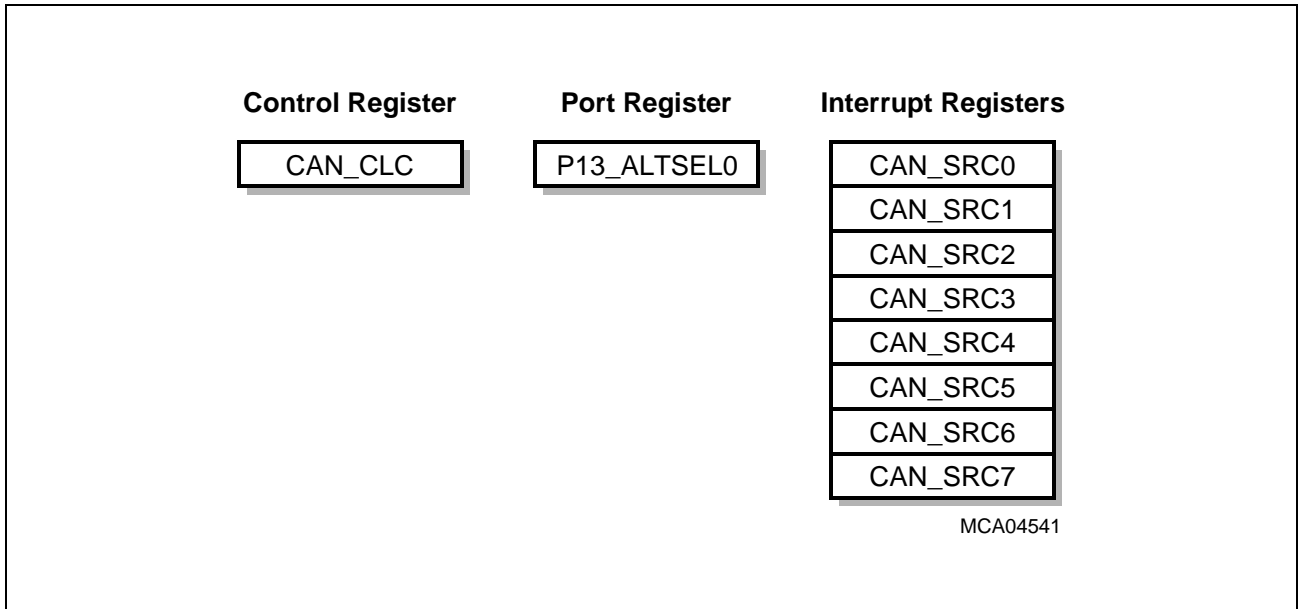 Control Register
Port Register
Interrupt Registers
CAN_CLC
P13_ALTSEL0
CAN_SRC0
CAN_SRC1
CAN_SRC2
CAN_SRC3
CAN_SRC4
CAN_SRC5
CAN_SRC6
CAN_SRC7
MCA04541